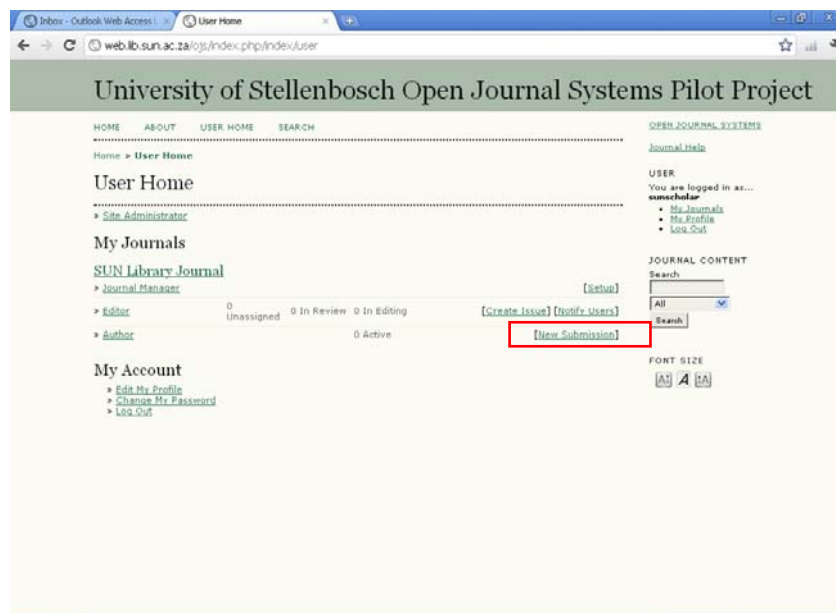 Inbox - Outlook Web Access L
User Home
web.lib.sun.ac.za/ojs/index.php/index/user
University of Stellenbosch Open Journal Systems Pilot Project
HOME ABOUT USER HOME SEARCH
Home > User Home
User Home
» Site Administrator
My Journals
SUN Library Journal
» Journal Manager [Setup]
» Editor 0 Unassigned 0 In Review 0 In Editing [Create Issue] [Notify Users]
» Author 0 Active [New Submission]
My Account
» Edit My Profile
» Change My Password
» Log Out
OPEN JOURNAL SYSTEMS
Journal Help
USER
You are logged in as...
sunscholar
• My Journals
• My Profile
• Log Out
JOURNAL CONTENT
Search
All
Search
FONT SIZE
A A A